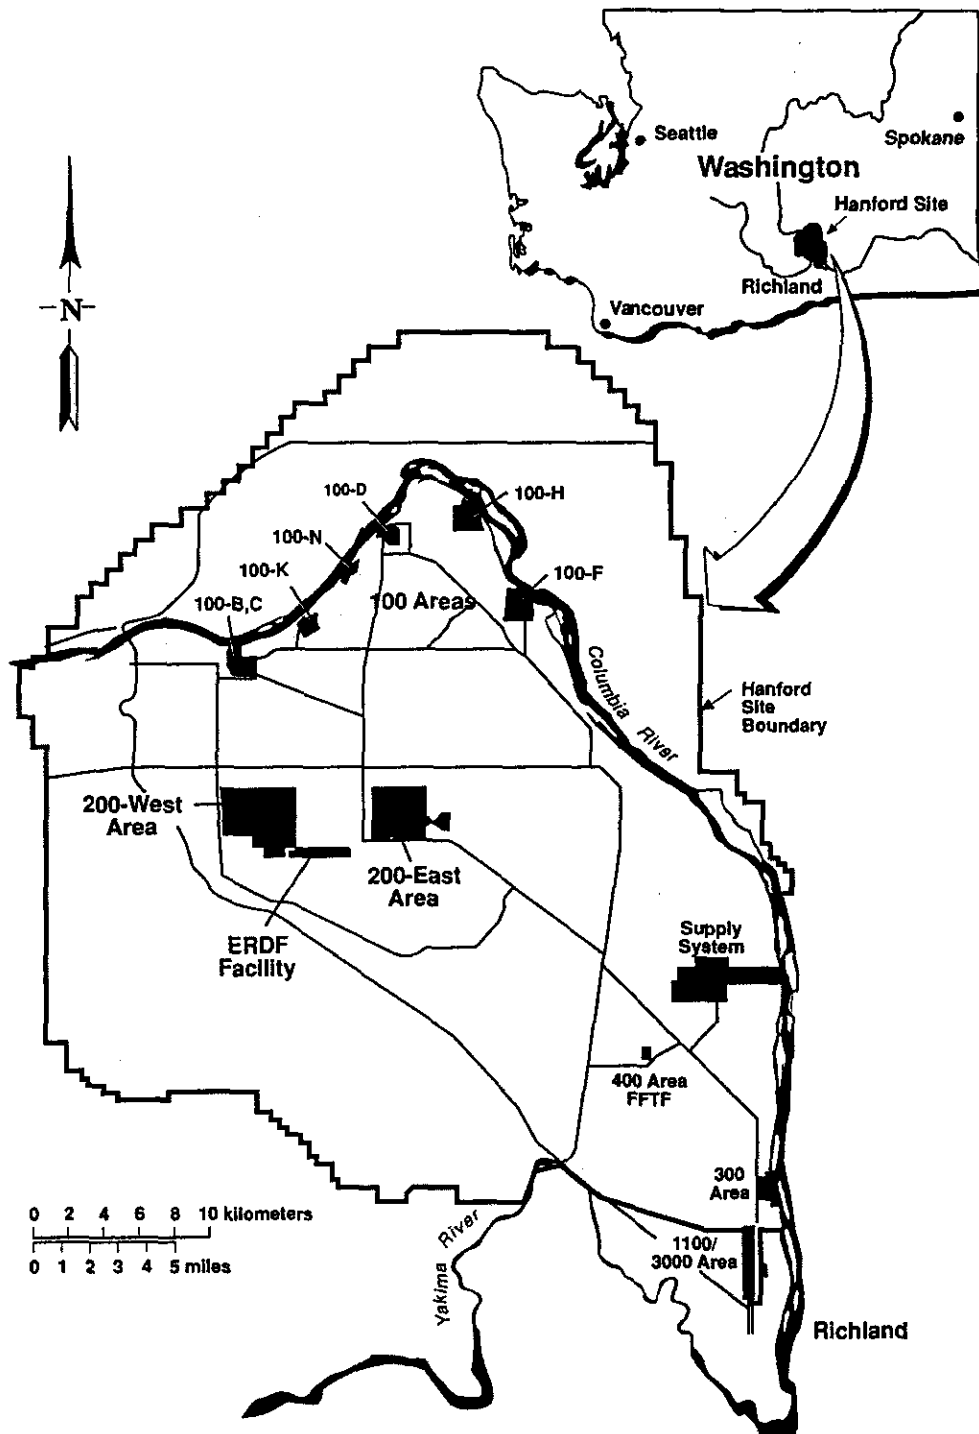 Seattle
Spokane
Washington
Hanford Site
Richland
Vancouver
N
100-D
100-H
100-N
100-K
100-F
100-B,C
100 Areas
Columbia River
Hanford
Site
Boundary
200-West
Area
200-East
Area
ERDF
Facility
Supply
System
400 Area
FFTF
300
Area
0 2 4 6 8 10 kilometers
0 1 2 3 4 5 miles
Yakima River
1100/
3000 Area
Richland